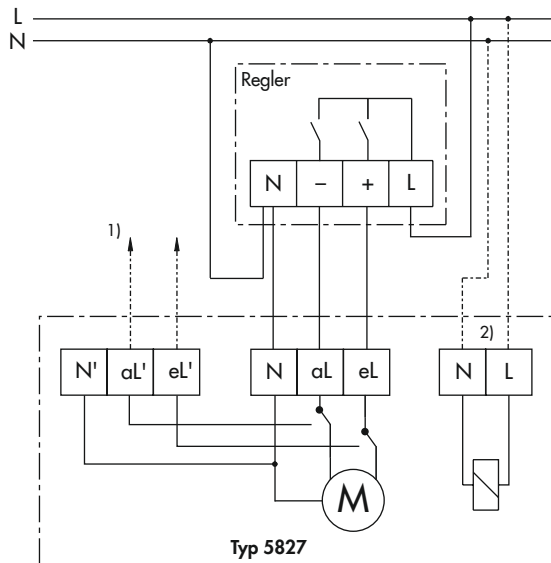 L
N
Regler
N – + L
1)
2)
N' aL' eL' N aL eL N L
M
Typ 5827